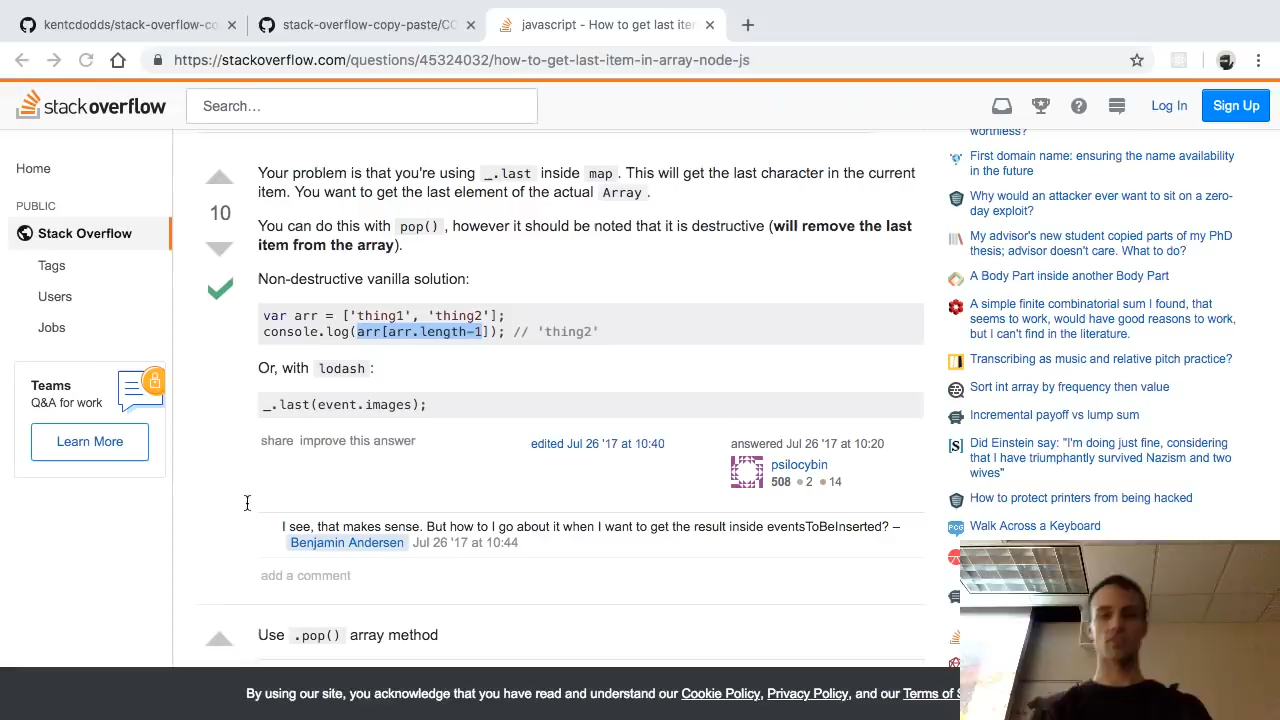 kentcdodds/stack-overflow-co
stack-overflow-copy-paste/CO
javascript - How to get last iter
https://stackoverflow.com/questions/45324032/how-to-get-last-item-in-array-node-js
stackoverflow
Search…
Log In
Sign Up
Home
PUBLIC
Stack Overflow
Tags
Users
Jobs
Teams
Q&A for work
Learn More
10
Your problem is that you're using _.last inside map. This will get the last character in the current
item. You want to get the last element of the actual Array.
You can do this with pop(), however it should be noted that it is destructive (will remove the last
item from the array).
Non-destructive vanilla solution:
var arr = ['thing1', 'thing2'];
console.log(arr[arr.length-1]); // 'thing2'
Or, with lodash:
_.last(event.images);
share improve this answer
edited Jul 26 '17 at 10:40
answered Jul 26 '17 at 10:20
psilocybin
508 2 14
I see, that makes sense. But how to I go about it when I want to get the result inside eventsToBeInserted? –
Benjamin Andersen Jul 26 '17 at 10:44
add a comment
Use .pop() array method
worthless?
First domain name: ensuring the name availability
in the future
Why would an attacker ever want to sit on a zero-
day exploit?
My advisor's new student copied parts of my PhD
thesis; advisor doesn't care. What to do?
A Body Part inside another Body Part
A simple finite combinatorial sum I found, that
seems to work, would have good reasons to work,
but I can't find in the literature.
Transcribing as music and relative pitch practice?
Sort int array by frequency then value
Incremental payoff vs lump sum
Did Einstein say: "I'm doing just fine, considering
that I have triumphantly survived Nazism and two
wives"
How to protect printers from being hacked
PCG
Walk Across a Keyboard
By using our site, you acknowledge that you have read and understand our Cookie Policy, Privacy Policy, and our Terms of S